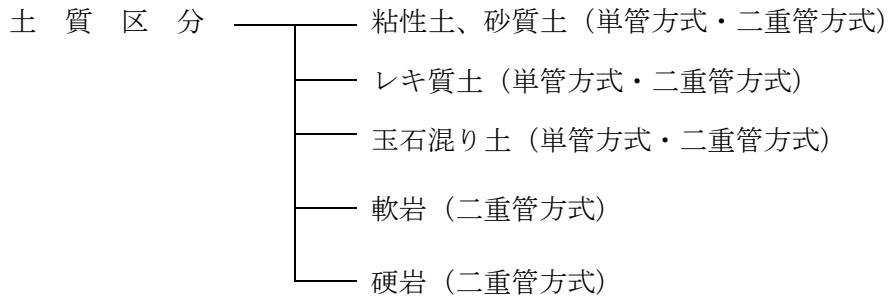 土質区分
粘性土、砂質土（単管方式・二重管方式）
レキ質土（単管方式・二重管方式）
玉石混り土（単管方式・二重管方式）
軟岩（二重管方式）
硬岩（二重管方式）